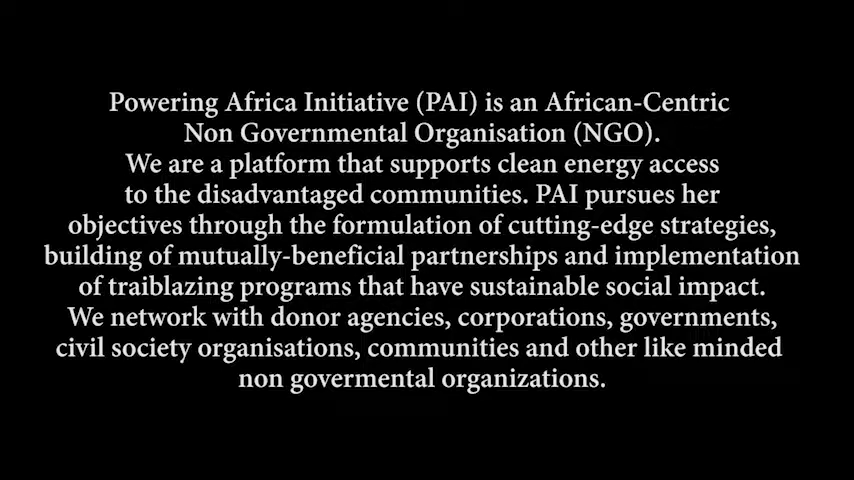 Powering Africa Initiative (PAI) is an African-Centric
Non Governmental Organisation (NGO).
We are a platform that supports clean energy access
to the disadvantaged communities. PAI pursues her
objectives through the formulation of cutting-edge strategies,
building of mutually-beneficial partnerships and implementation
of traiblazing programs that have sustainable social impact.
We network with donor agencies, corporations, governments,
civil society organisations, communities and other like minded
non govermental organizations.